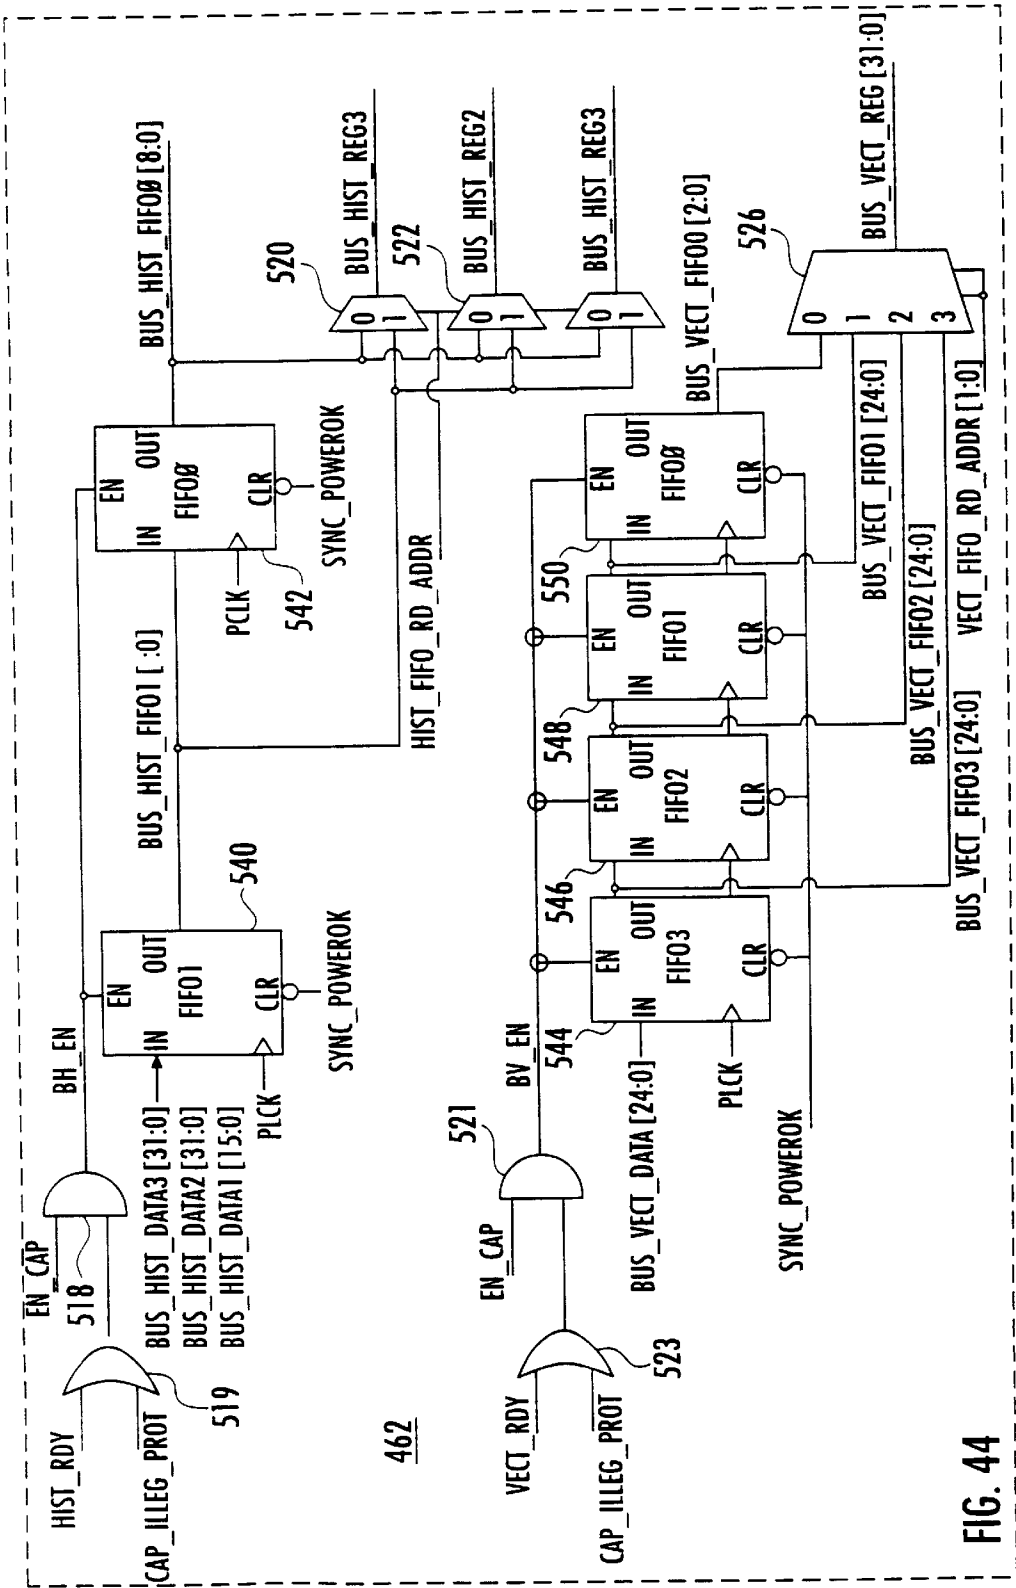 HIST_RDY
CAP_ILLEG_PROT
519
EN_CAP
518
BH_EN
BUS_HIST_DATA3 [31:0]
BUS_HIST_DATA2 [31:0]
BUS_HIST_DATA1 [15:0]
PLCK
EN
IN
OUT
FIFO1
CLR
540
SYNC_POWEROK
BUS_HIST_FIFO1 [:0]
EN
IN
OUT
FIFOØ
CLR
PCLK
542
SYNC_POWEROK
BUS_HIST_FIFOØ [8:0]
HIST_FIFO_RD_ADDR
520
0
1
BUS_HIST_REG3
522
0
1
BUS_HIST_REG2
0
1
BUS_HIST_REG3
462
VECT_RDY
CAP_ILLEG_PROT
523
EN_CAP
521
BV_EN
BUS_VECT_DATA [24:0]
PLCK
SYNC_POWEROK
544
EN
IN
OUT
FIFO3
CLR
546
EN
IN
OUT
FIFO2
CLR
548
EN
IN
OUT
FIFO1
CLR
550
EN
IN
OUT
FIFOØ
CLR
BUS_VECT_FIFO0 [2:0]
BUS_VECT_FIFO1 [24:0]
BUS_VECT_FIFO2 [24:0]
BUS_VECT_FIFO3 [24:0]
VECT_FIFO_RD_ADDR [1:0]
526
0
1
2
3
BUS_VECT_REG [31:0]
FIG. 44